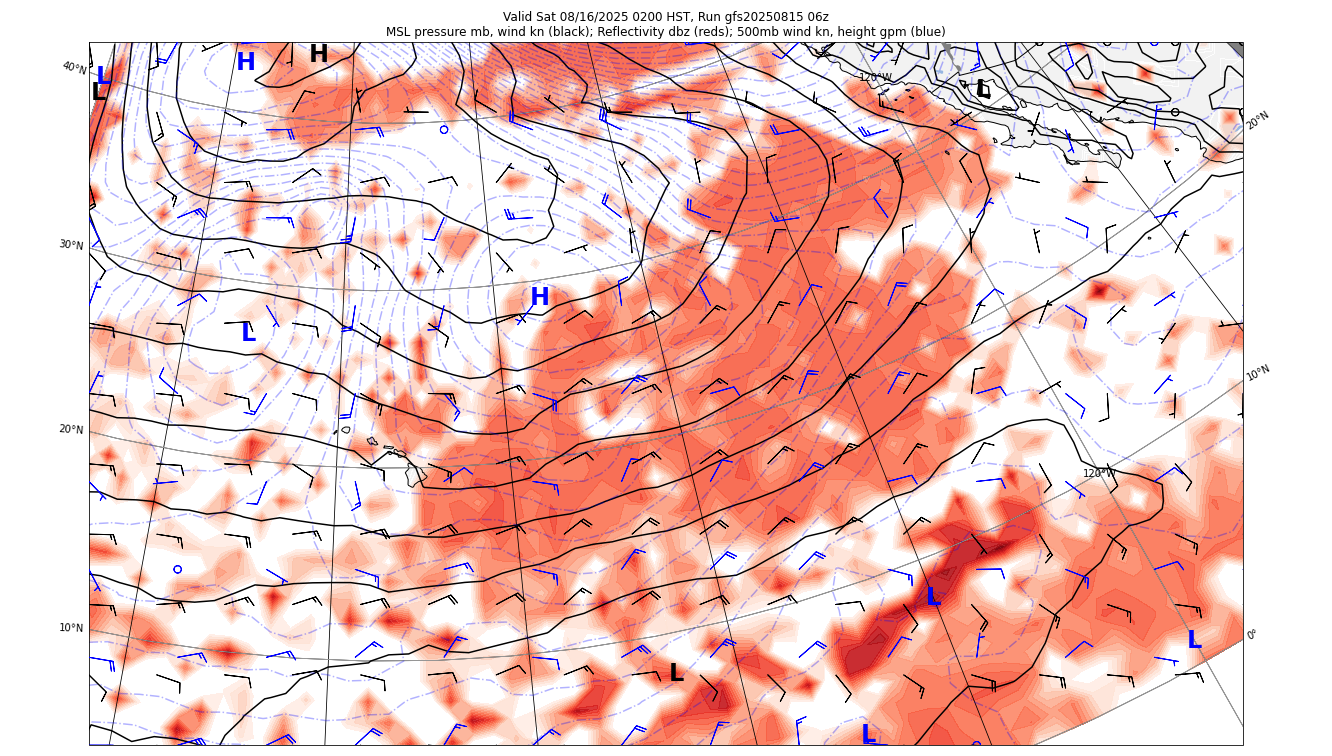 Valid Sat 08/16/2025 0200 HST, Run gfs20250815 06z
MSL pressure mb, wind kn (black); Reflectivity dbz (reds); 500mb wind kn, height gpm (blue)
H
H
40°N
L
L
120°W
L
20°N
30°N
H
L
10°N
20°N
120°W
L
10°N
0°
L
L
L